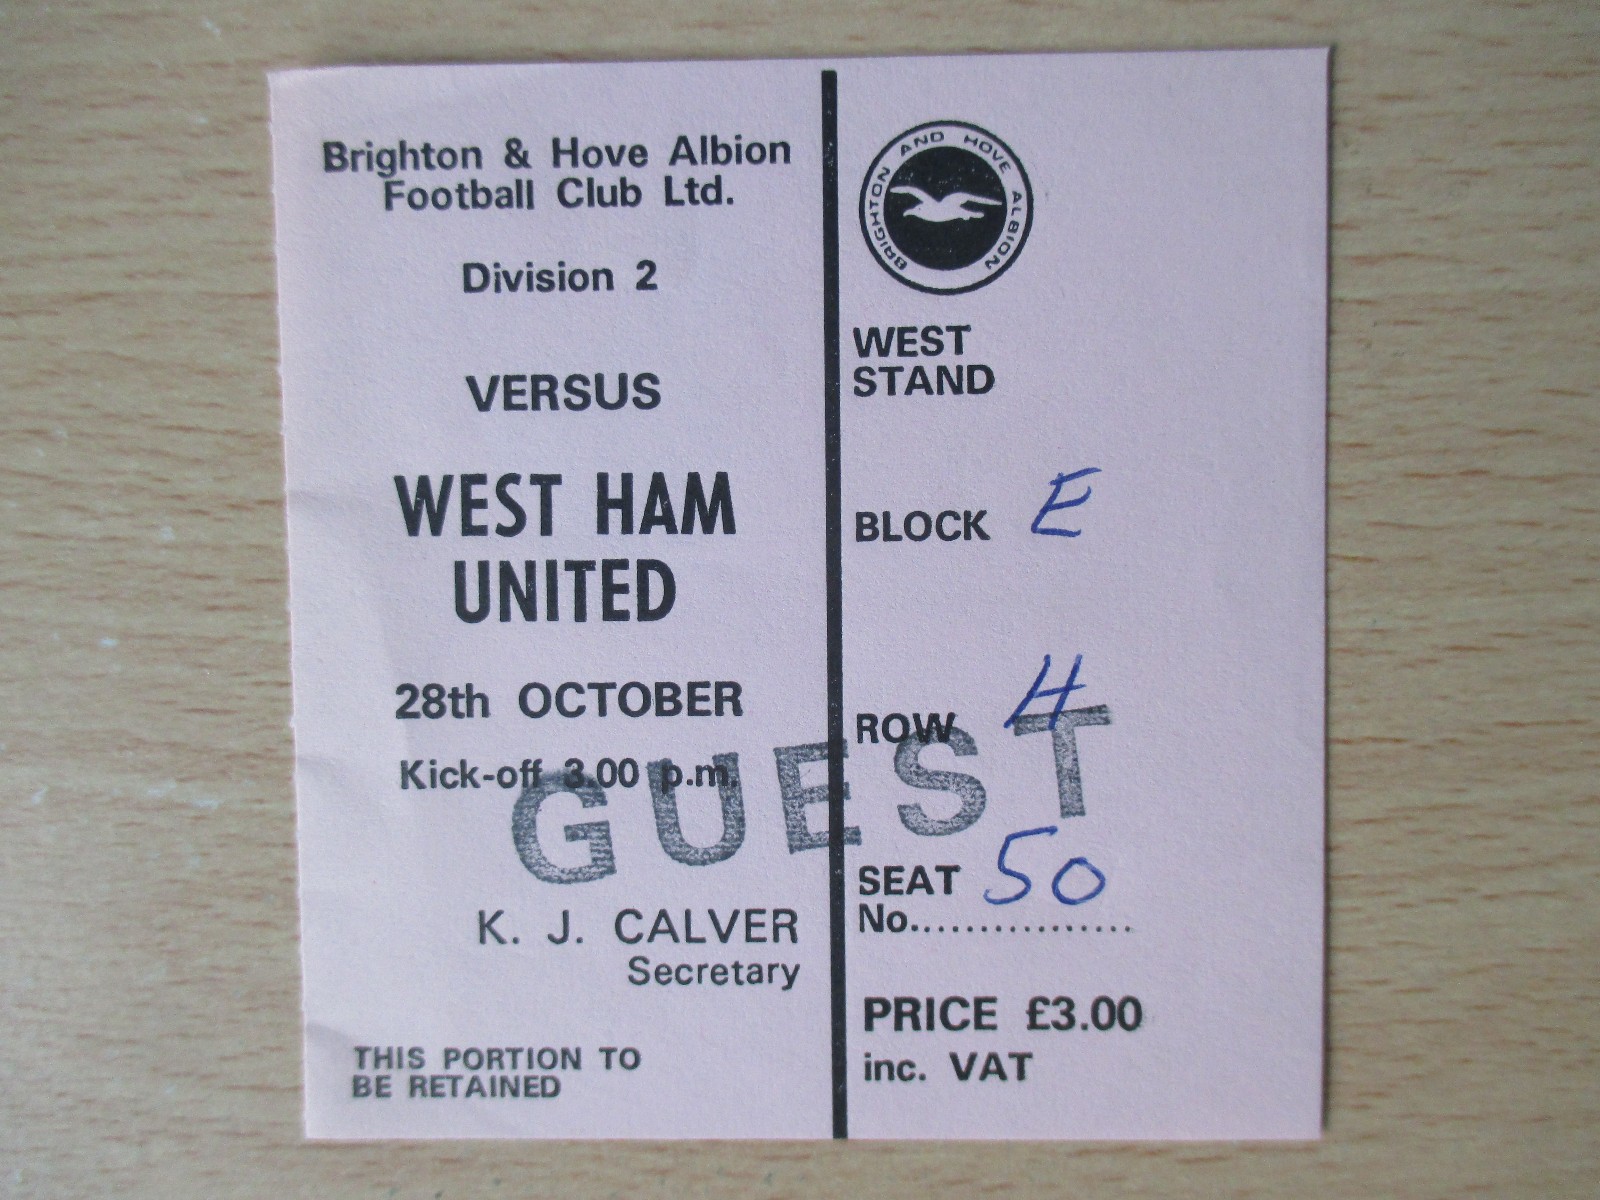 Brighton & Hove Albion
Football Club Ltd.
Division 2
VERSUS
WEST HAM
UNITED
28th OCTOBER
Kick-off 3.00 p.m.
GUEST
K. J. CALVER
Secretary
THIS PORTION TO
BE RETAINED
BRIGHTON AND HOVE ALBION
WEST
STAND
BLOCK E
ROW H
SEAT 50
No................
PRICE £3.00
inc. VAT